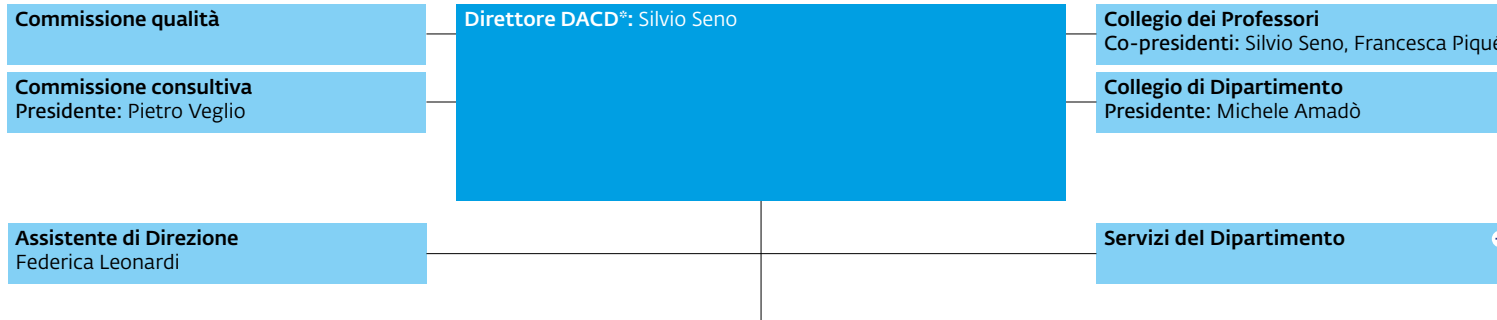 Commissione qualità
Direttore DACD*: Silvio Seno
Collegio dei Professori
Co-presidenti: Silvio Seno, Francesca Piqué
Commissione consultiva
Presidente: Pietro Veglio
Collegio di Dipartimento
Presidente: Michele Amadò
Assistente di Direzione
Federica Leonardi
Servizi del Dipartimento